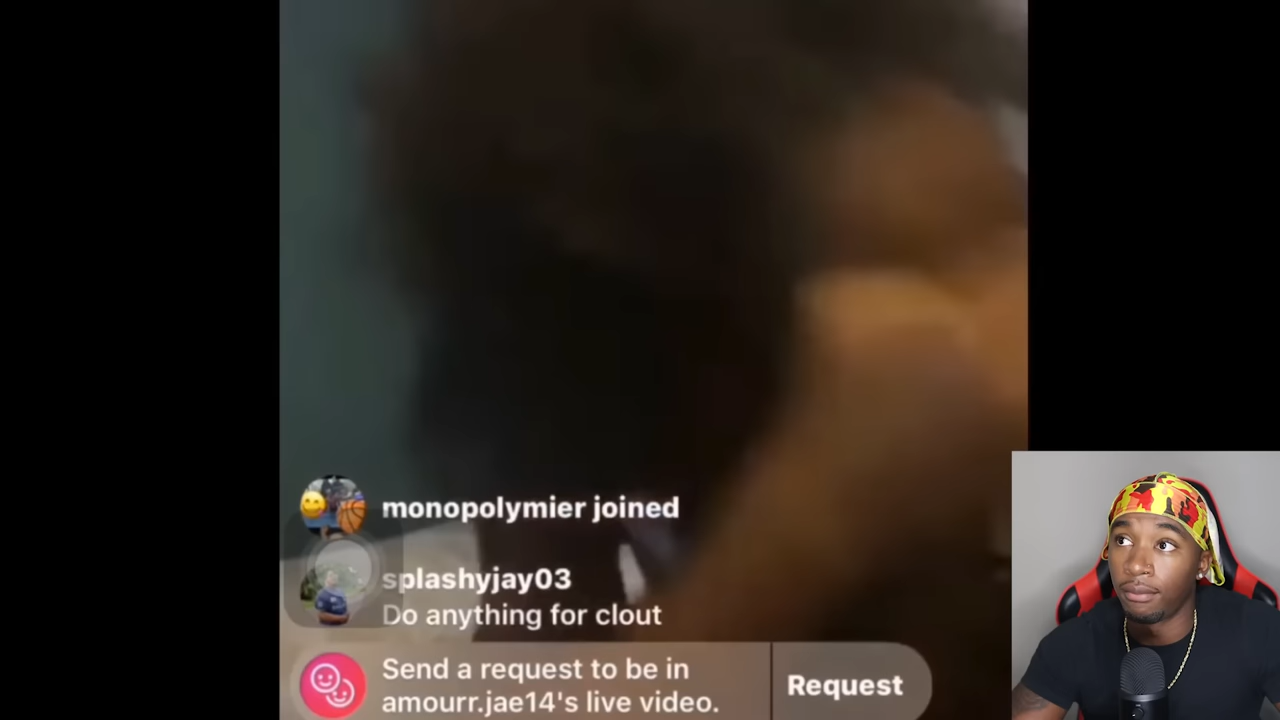 monopolymier joined
splashyjay03
Do anything for clout
Send a request to be in
amourr.jae14's live video.
Request